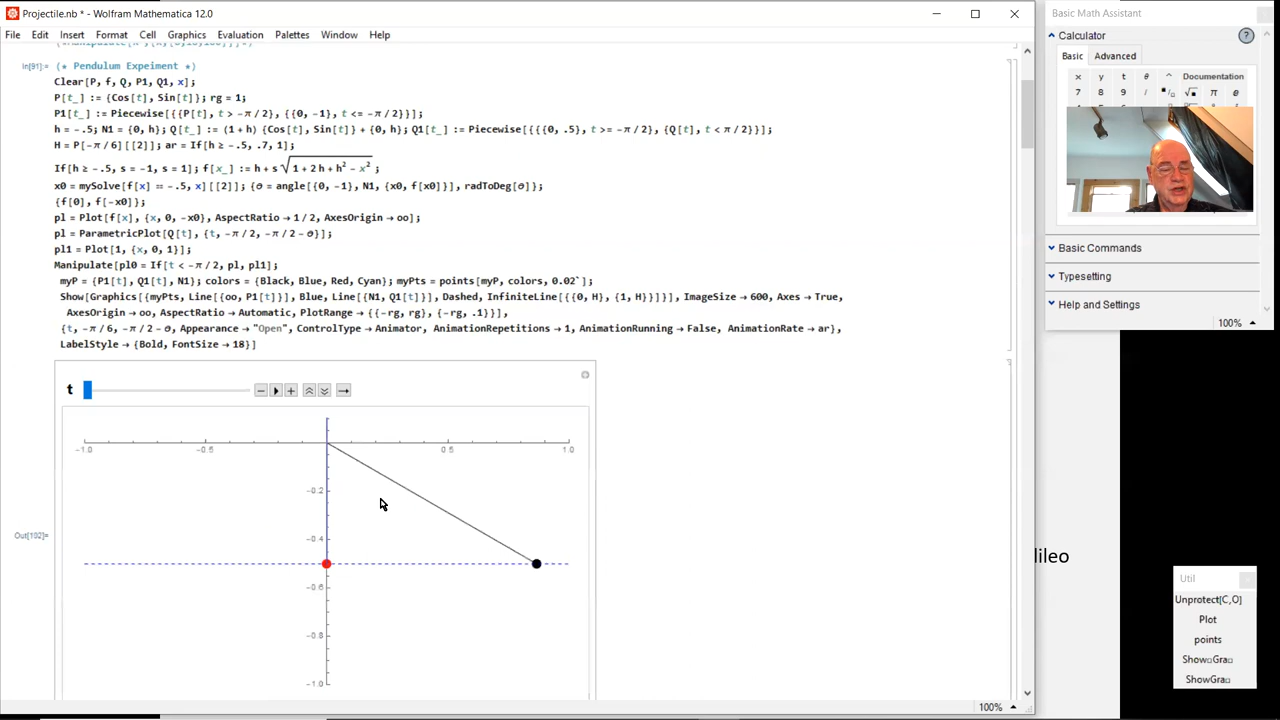 Projectile.nb * - Wolfram Mathematica 12.0
File Edit Insert Format Cell Graphics Evaluation Palettes Window Help
In[91]:= (* Pendulum Expeiment *)
Clear[P, f, Q, P1, Q1, x];
P[t_] := {Cos[t], Sin[t]}; rg = 1;
P1[t_] := Piecewise[{{P[t], t > -π/2}, {{0, -1}, t <= -π/2}}];
h = -.5; N1 = {0, h}; Q[t_] := (1 + h) {Cos[t], Sin[t]} + {0, h}; Q1[t_] := Piecewise[{{{0, .5}, t >= -π/2}, {Q[t], t < π/2}}];
H = P[-π/6][[2]]; ar = If[h ≥ -.5, .7, 1];
If[h ≥ -.5, s = -1, s = 1]; f[x_] := h + s √(1 + 2 h + h² - x²) ;
x0 = mySolve[f[x] == -.5, x][[2]]; {σ = angle[{0, -1}, N1, {x0, f[x0]}], radToDeg[σ]};
{f[0], f[-x0]};
pl = Plot[f[x], {x, 0, -x0}, AspectRatio → 1/2, AxesOrigin → oo];
pl = ParametricPlot[Q[t], {t, -π/2, -π/2 - σ}];
pl1 = Plot[1, {x, 0, 1}];
Manipulate[pl0 = If[t < -π/2, pl, pl1];
myP = {P1[t], Q1[t], N1}; colors = {Black, Blue, Red, Cyan}; myPts = points[myP, colors, 0.02`];
Show[Graphics[{myPts, Line[{oo, P1[t]}], Blue, Line[{N1, Q1[t]}], Dashed, InfiniteLine[{{0, H}, {1, H}}]}], ImageSize → 600, Axes → True,
AxesOrigin → oo, AspectRatio → Automatic, PlotRange → {{-rg, rg}, {-rg, .1}}],
{t, -π/6, -π/2 - σ, Appearance → "Open", ControlType → Animator, AnimationRepetitions → 1, AnimationRunning → False, AnimationRate → ar},
LabelStyle → {Bold, FontSize → 18}]
t
-1.0 -0.5 0.5 1.0
-0.2
-0.4
Out[102]=
-0.6
-0.8
-1.0
100%
Basic Math Assistant
Calculator
Basic Advanced
x y t θ ^ Documentation
7 8 9 / √ π e
Basic Commands
Typesetting
Help and Settings
100%
lileo
Util
Unprotect[C,O]
Plot
points
Show□Gra□
ShowGra□